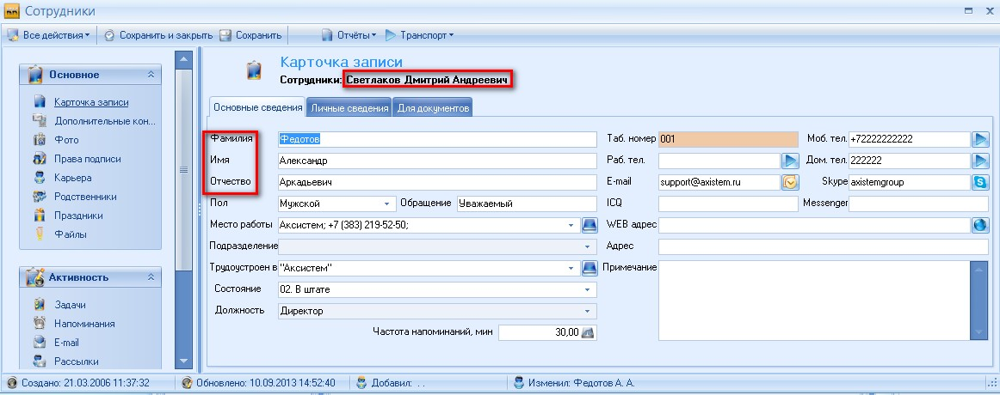 Сотрудники
Все действия Сохранить и закрыть Сохранить Отчёты Транспорт
Основное
Карточка записи
Дополнительные кон...
Фото
Права подписи
Карьера
Родственники
Праздники
Файлы
Активность
Задачи
Напоминания
E-mail
Рассылки
Карточка записи
Сотрудники: Светлаков Дмитрий Андреевич
Основные сведения Личные сведения Для документов
Фамилия Федотов Таб. номер 001 Моб. тел. +72222222222
Имя Александр Раб. тел. Дом. тел. 222222
Отчество Аркадьевич E-mail support@axistem.ru Skype axistemgroup
Пол Мужской Обращение Уважаемый ICQ Messenger
Место работы Аксистем; +7 (383) 219-52-50; WEB адрес
Подразделение Адрес
Трудоустроен в "Аксистем" Примечание
Состояние 02. В штате
Должность Директор
Частота напоминаний, мин 30,00
Создано: 21.03.2006 11:37:32 Обновлено: 10.09.2013 14:52:40 Добавил: . . Изменил: Федотов А. А.